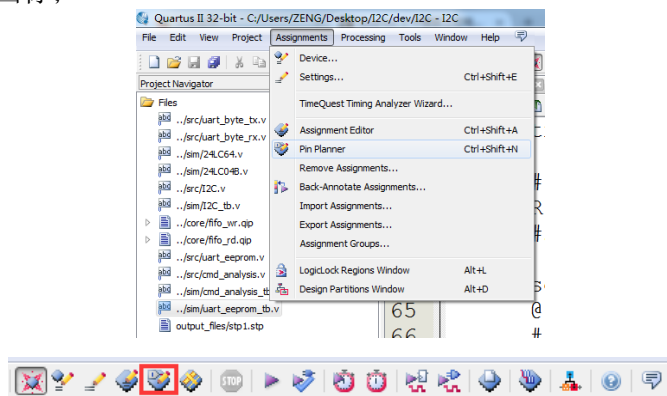 Quartus II 32-bit - C:/Users/ZENG/Desktop/I2C/dev/I2C - I2C
File Edit View Project Assignments Processing Tools Window Help
Project Navigator
Files
../src/uart_byte_tx.v
../src/uart_byte_rx.v
../sim/24LC64.v
../sim/24LC04B.v
../src/I2C.v
../sim/I2C_tb.v
../core/fifo_wr.qip
../core/fifo_rd.qip
../src/uart_eeprom.v
../src/cmd_analysis.v
../sim/cmd_analysis_tb
../sim/uart_eeprom_tb.v
output_files/stp1.stp
Device...
Settings... Ctrl+Shift+E
TimeQuest Timing Analyzer Wizard...
Assignment Editor Ctrl+Shift+A
Pin Planner Ctrl+Shift+N
Remove Assignments...
Back-Annotate Assignments...
Import Assignments...
Export Assignments...
Assignment Groups...
LogicLock Regions Window Alt+L
Design Partitions Window Alt+D
65
66
@
#
STOP